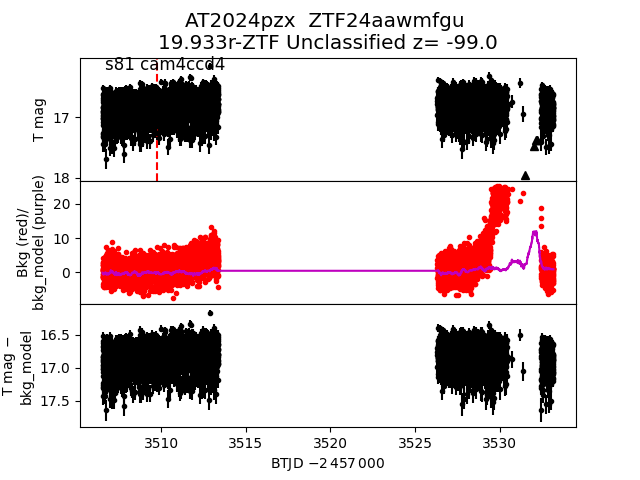 AT2024pzx  ZTF24aawmfgu
19.933r-ZTF Unclassified z= -99.0
s81 cam4ccd4
T mag
17
18
Bkg (red)/
bkg_model (purple)
20
10
0
T mag −
bkg_model
16.5
17.0
17.5
3510 3515 3520 3525 3530
BTJD −2 457 000